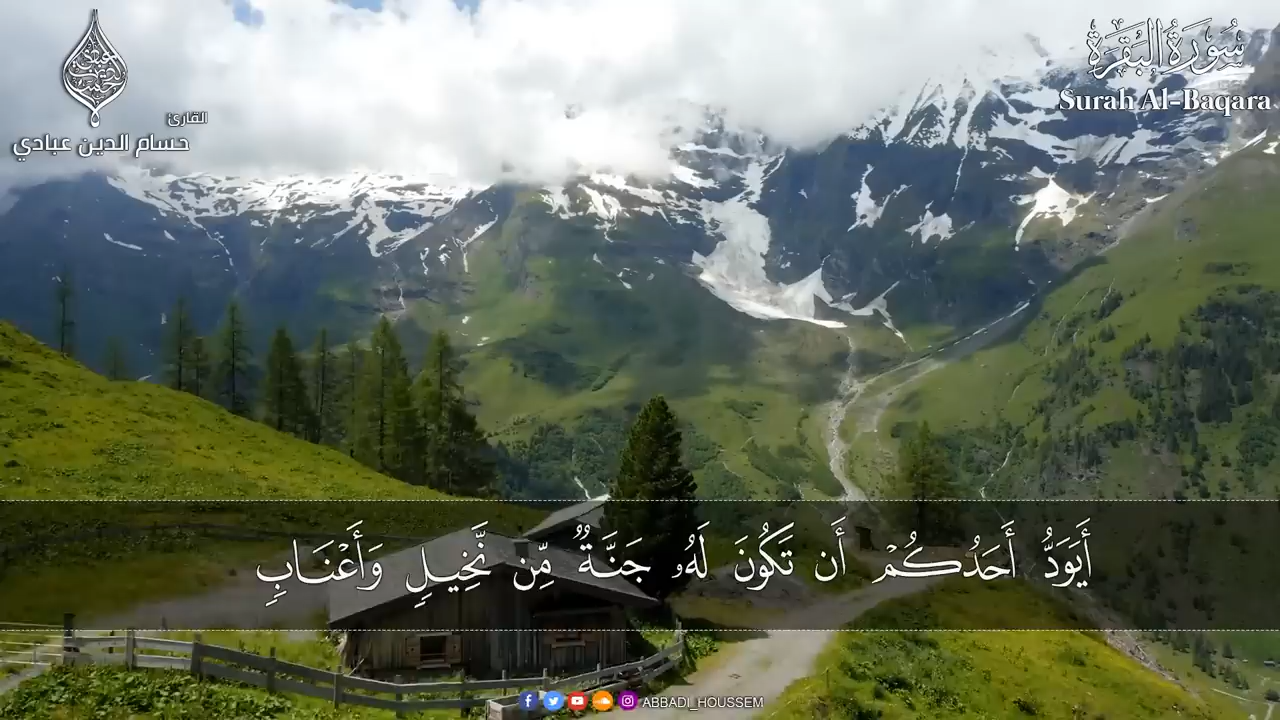 سُورَةُ البَقَرَةِ
Surah Al-Baqara
القارئ
حسام الدين عبادي
أَيَوَدُّ أَحَدُكُمْ أَن تَكُونَ لَهُۥ جَنَّةٌ مِّن نَّخِيلٍ وَأَعْنَابٍ
ABBADI_HOUSSEM